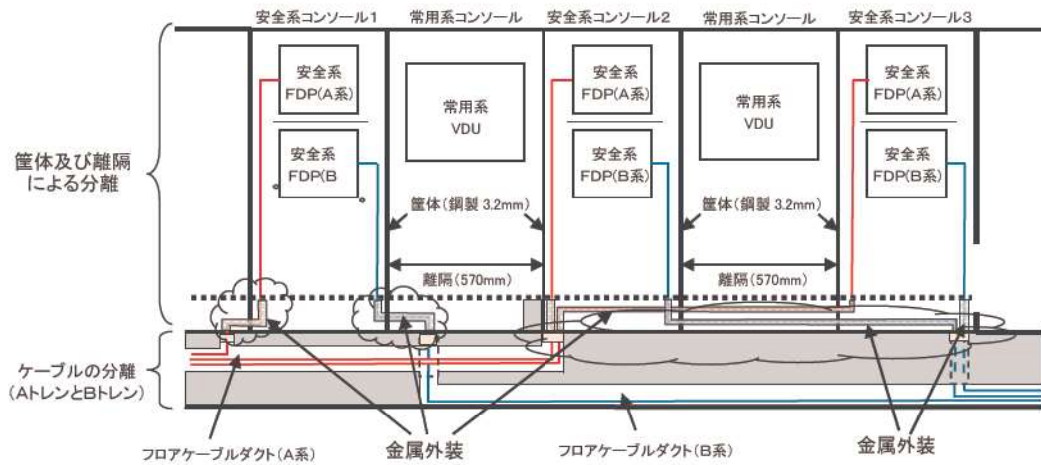 安全系コンソール1
常用系コンソール
安全系コンソール2
常用系コンソール
安全系コンソール3
安全系
FDP(A系)
常用系
VDU
安全系
FDP(A系)
常用系
VDU
安全系
FDP(A系)
安全系
FDP(B
安全系
FDP(B系)
安全系
FDP(B系)
筐体及び離隔
による分離
筐体(鋼製 3.2mm)
筐体(鋼製 3.2mm)
離隔(570mm)
離隔(570mm)
ケーブルの分離
(AトレンとBトレン)
フロアケーブルダクト(A系)
金属外装
フロアケーブルダクト(B系)
金属外装